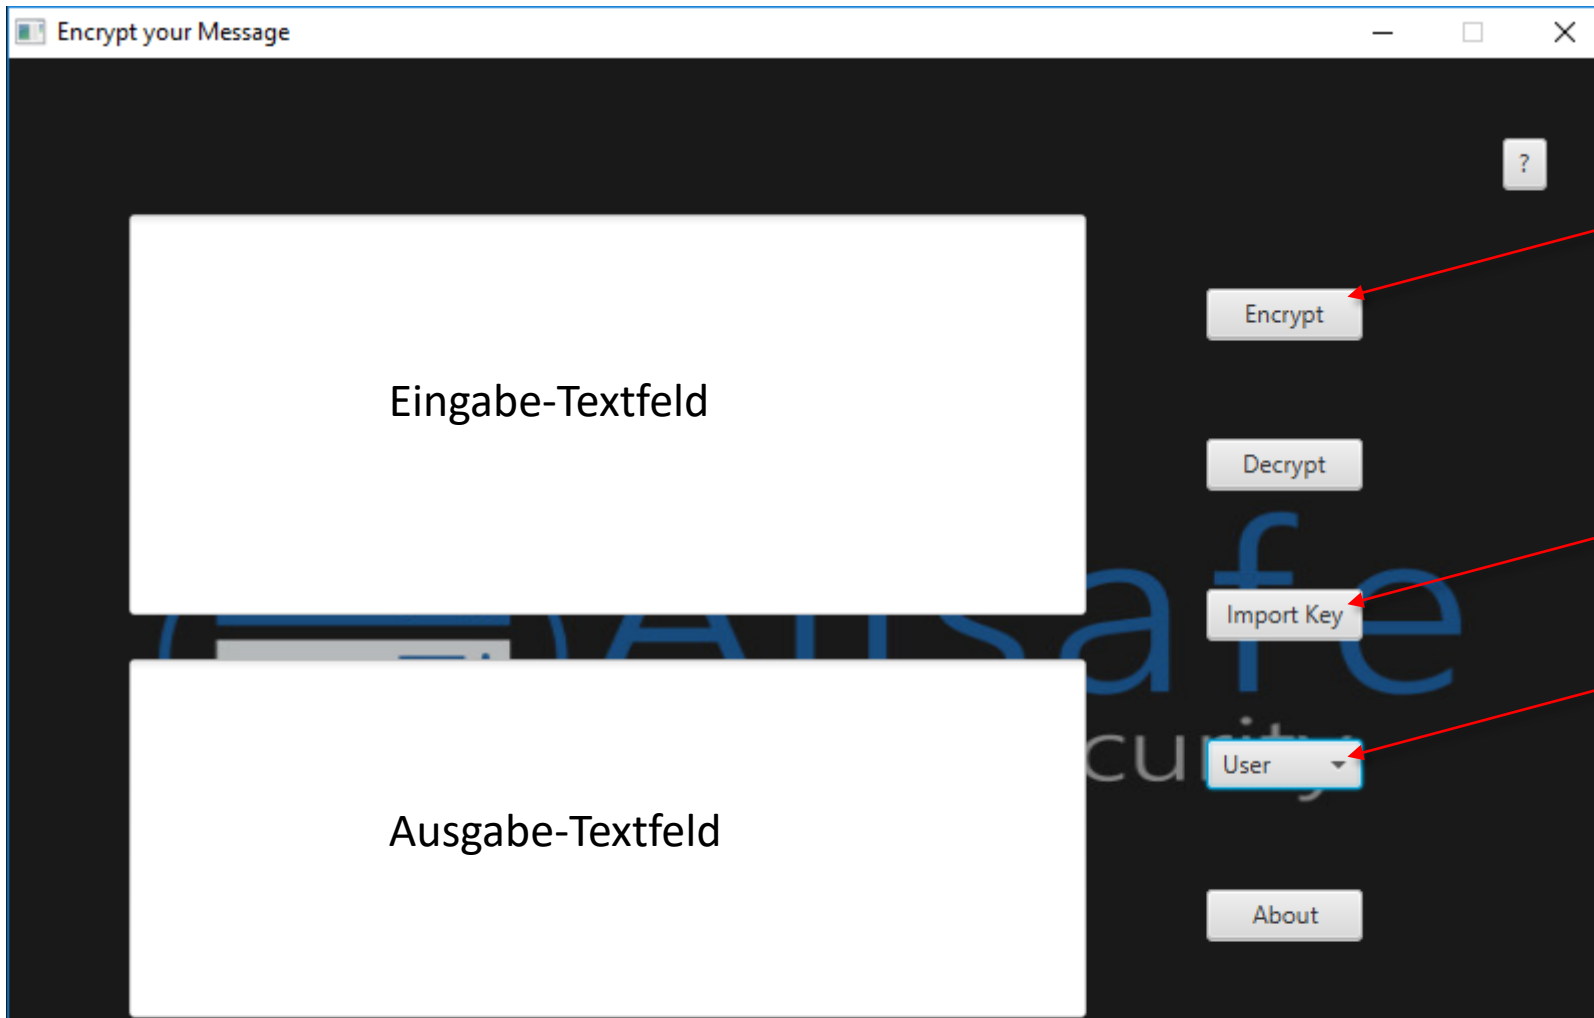 Encrypt your Message
?
Eingabe-Textfeld
Encrypt
Decrypt
Import Key
User
Ausgabe-Textfeld
About